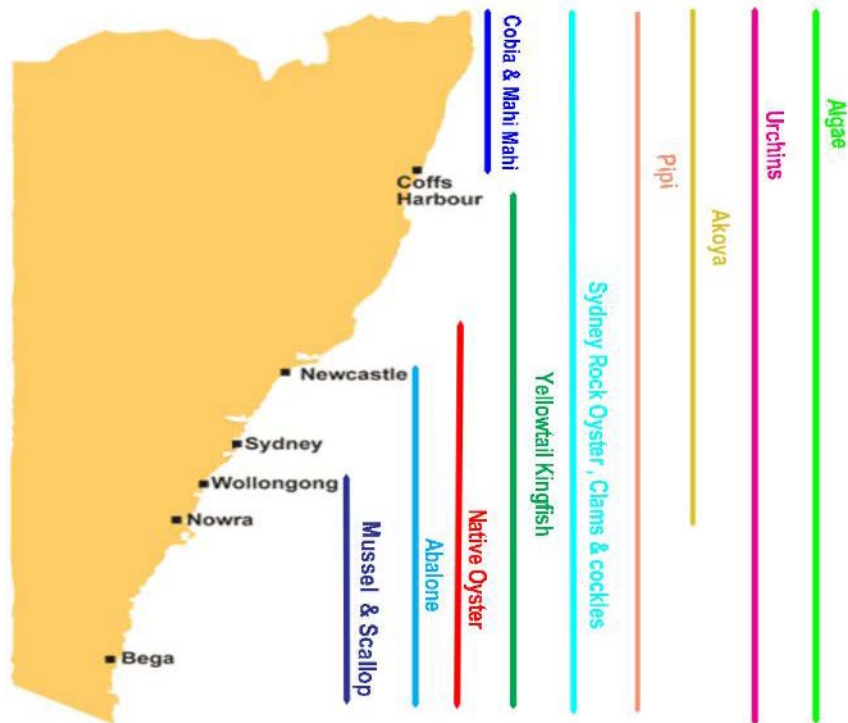 Cobia & Mahi Mahi
Coffs
Harbour
Newcastle
Sydney
Wollongong
Nowra
Bega
Mussel & Scallop
Abalone
Native Oyster
Yellowtail Kingfish
Sydney Rock Oyster , Clams & cockles
Pipi
Akoya
Urchins
Algae